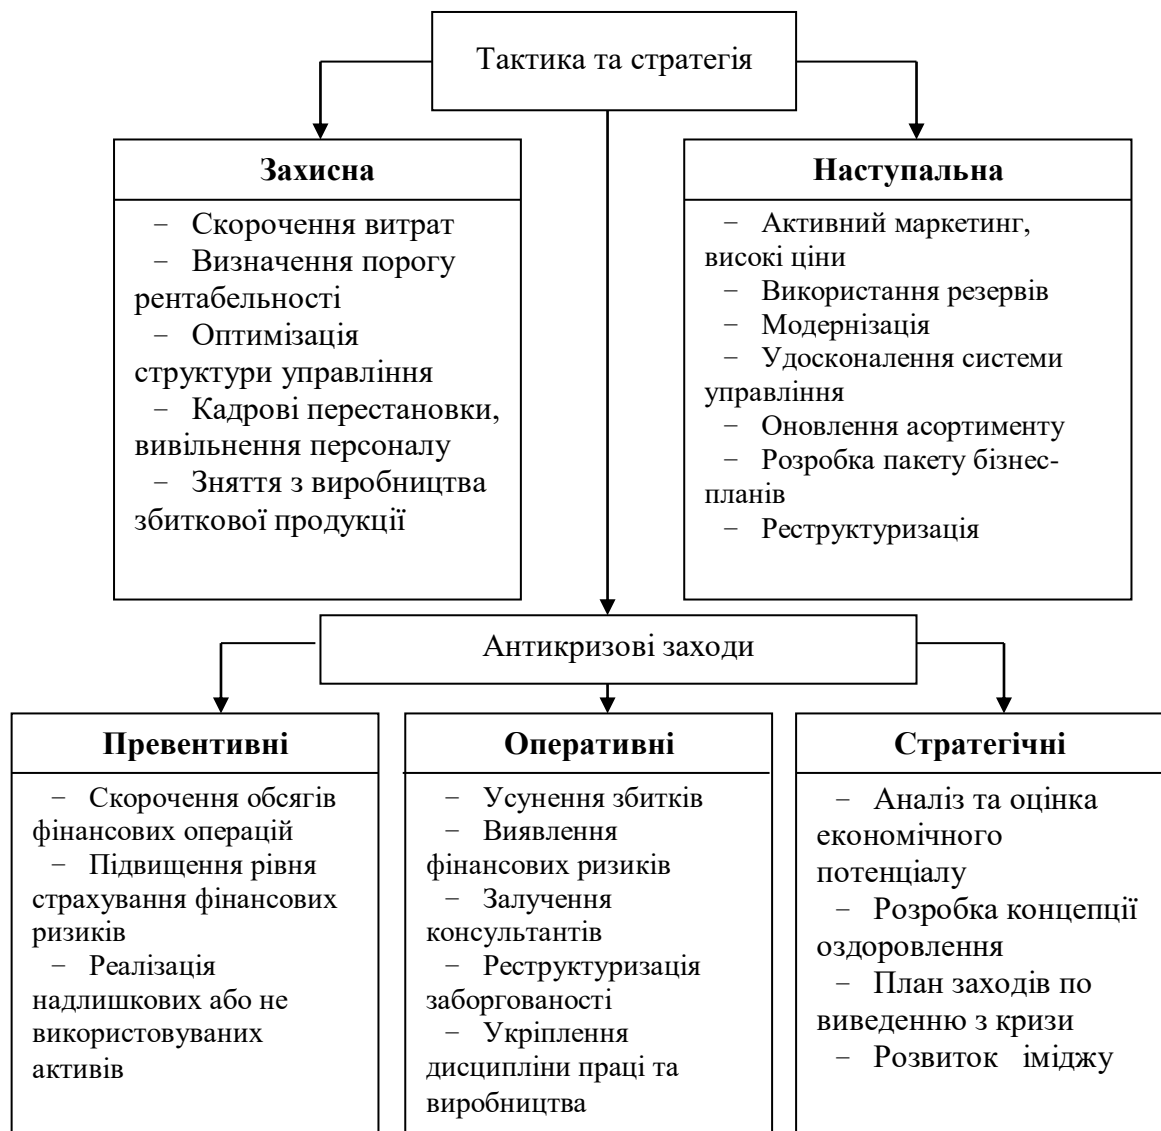 Тактика та стратегія
Захисна
− Скорочення витрат
− Визначення порогу
рентабельності
− Оптимізація
структури управління
− Кадрові перестановки,
вивільнення персоналу
− Зняття з виробництва
збиткової продукції
Наступальна
− Активний маркетинг,
високі ціни
− Використання резервів
− Модернізація
− Удосконалення системи
управління
− Оновлення асортименту
− Розробка пакету бізнес-
планів
− Реструктуризація
Антикризові заходи
Превентивні
− Скорочення обсягів
фінансових операцій
− Підвищення рівня
страхування фінансових
ризиків
− Реалізація
надлишкових або не
використовуваних
активів
Оперативні
− Усунення збитків
− Виявлення
фінансових ризиків
− Залучення
консультантів
− Реструктуризація
заборгованості
− Укріплення
дисципліни праці та
виробництва
Стратегічні
− Аналіз та оцінка
економічного
потенціалу
− Розробка концепції
оздоровлення
− План заходів по
виведенню з кризи
− Розвиток іміджу